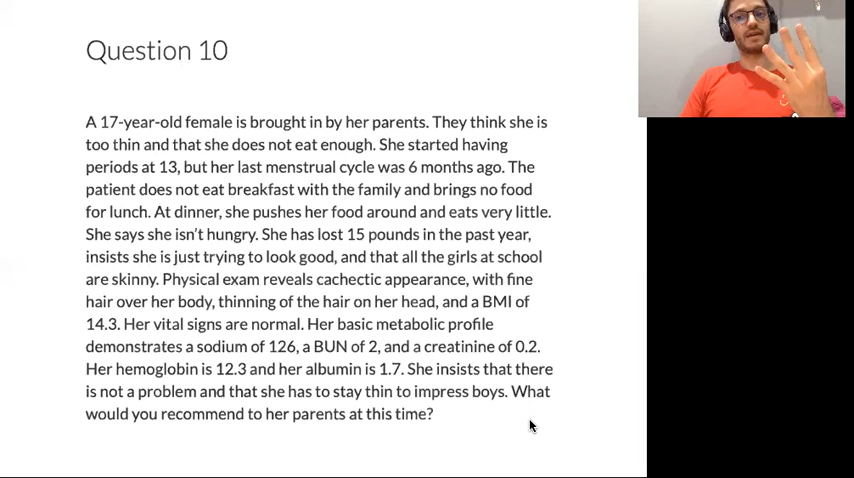 Question 10
A 17-year-old female is brought in by her parents. They think she is
too thin and that she does not eat enough. She started having
periods at 13, but her last menstrual cycle was 6 months ago. The
patient does not eat breakfast with the family and brings no food
for lunch. At dinner, she pushes her food around and eats very little.
She says she isn’t hungry. She has lost 15 pounds in the past year,
insists she is just trying to look good, and that all the girls at school
are skinny. Physical exam reveals cachectic appearance, with fine
hair over her body, thinning of the hair on her head, and a BMI of
14.3. Her vital signs are normal. Her basic metabolic profile
demonstrates a sodium of 126, a BUN of 2, and a creatinine of 0.2.
Her hemoglobin is 12.3 and her albumin is 1.7. She insists that there
is not a problem and that she has to stay thin to impress boys. What
would you recommend to her parents at this time?